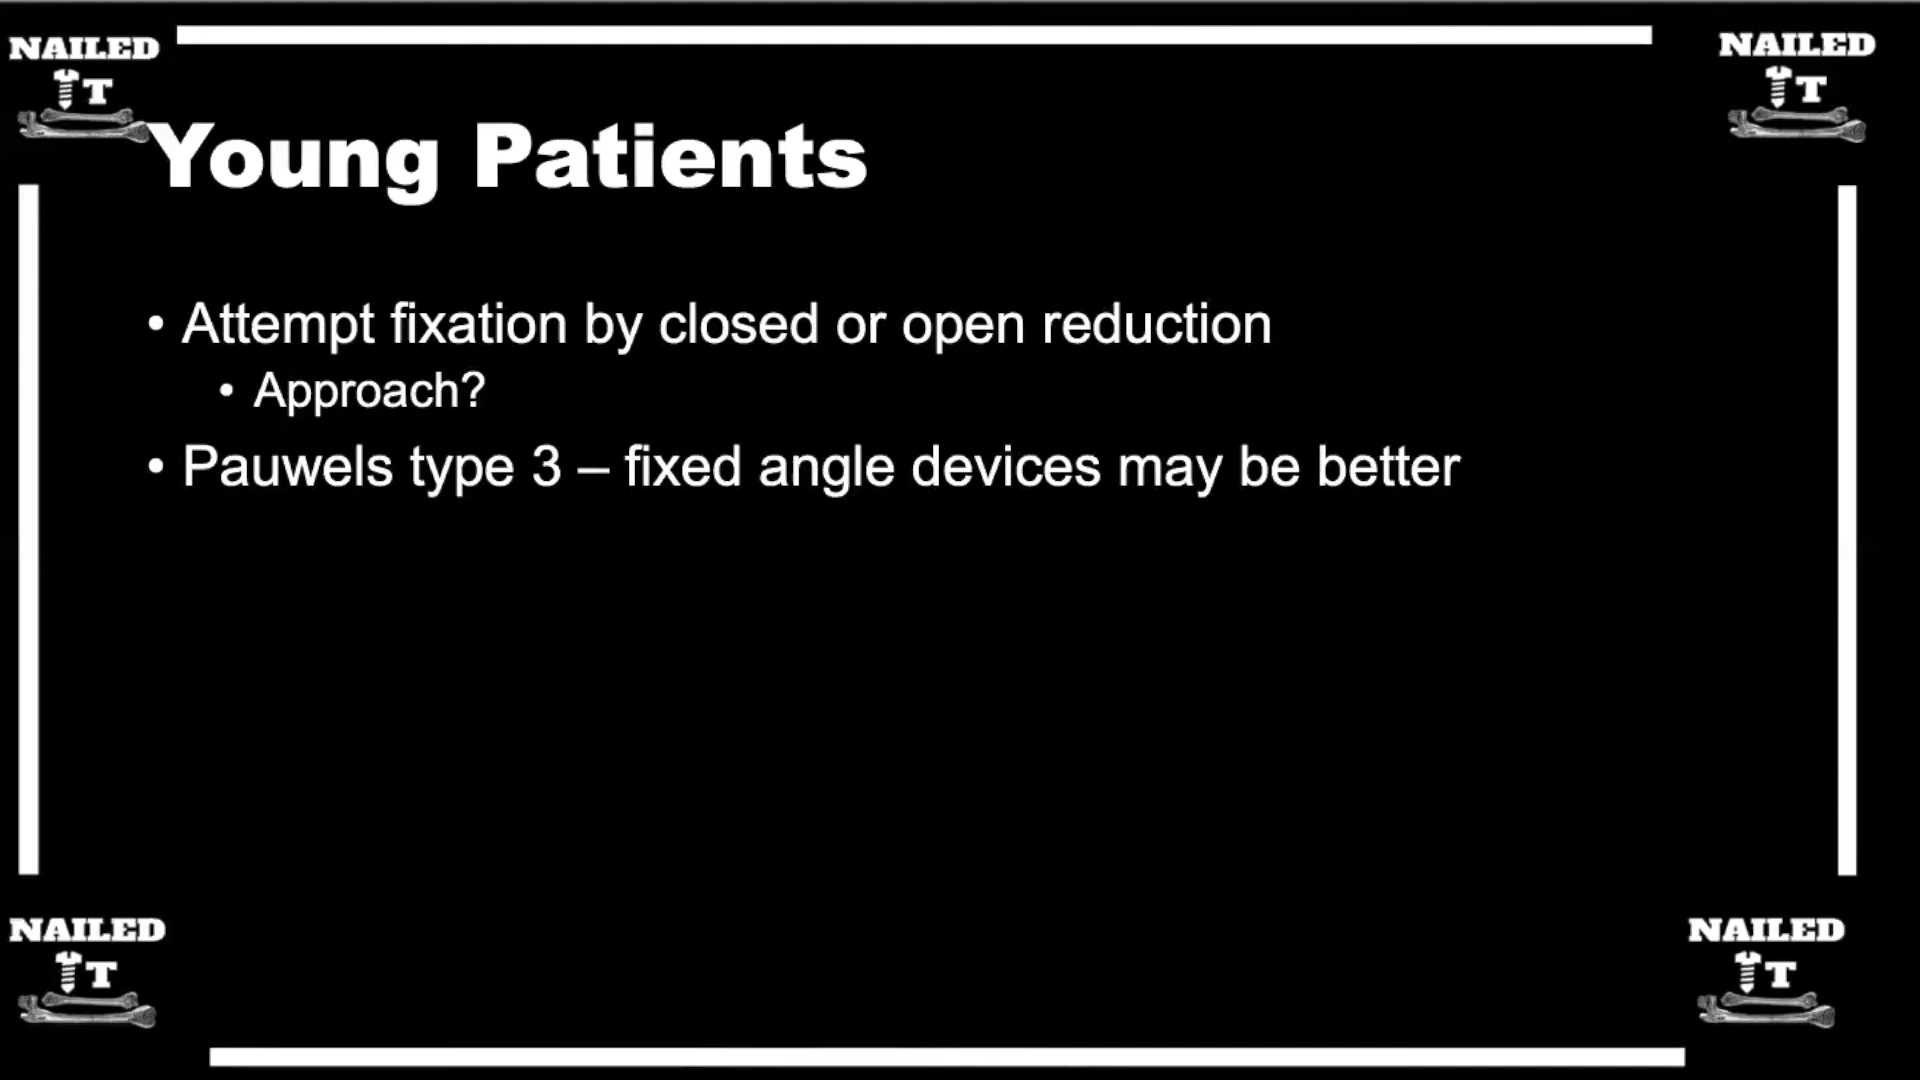 NAILED
T
NAILED
T
Young Patients
• Attempt fixation by closed or open reduction
• Approach?
• Pauwels type 3 – fixed angle devices may be better
NAILED
T
NAILED
T